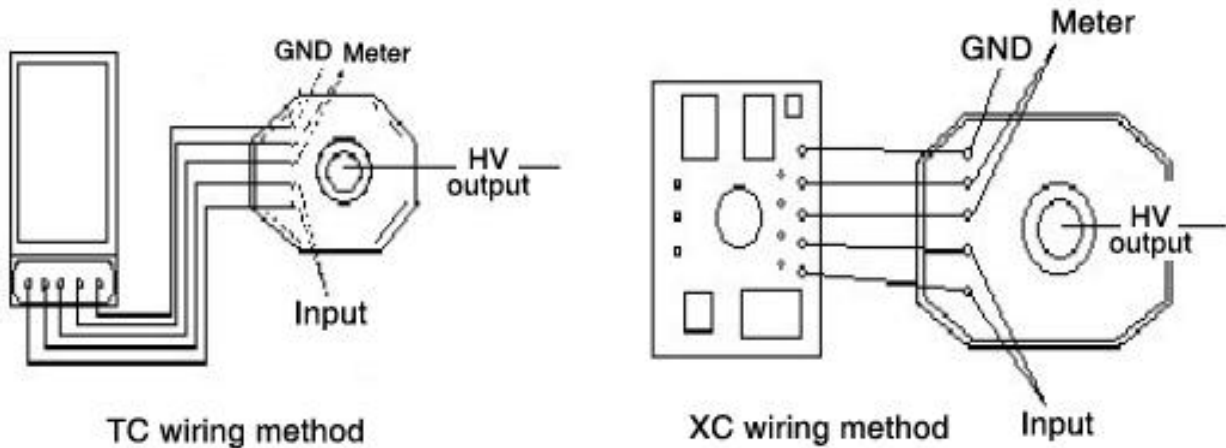 GND Meter
HV
output
Input
TC wiring method
Meter
GND
HV
output
Input
XC wiring method